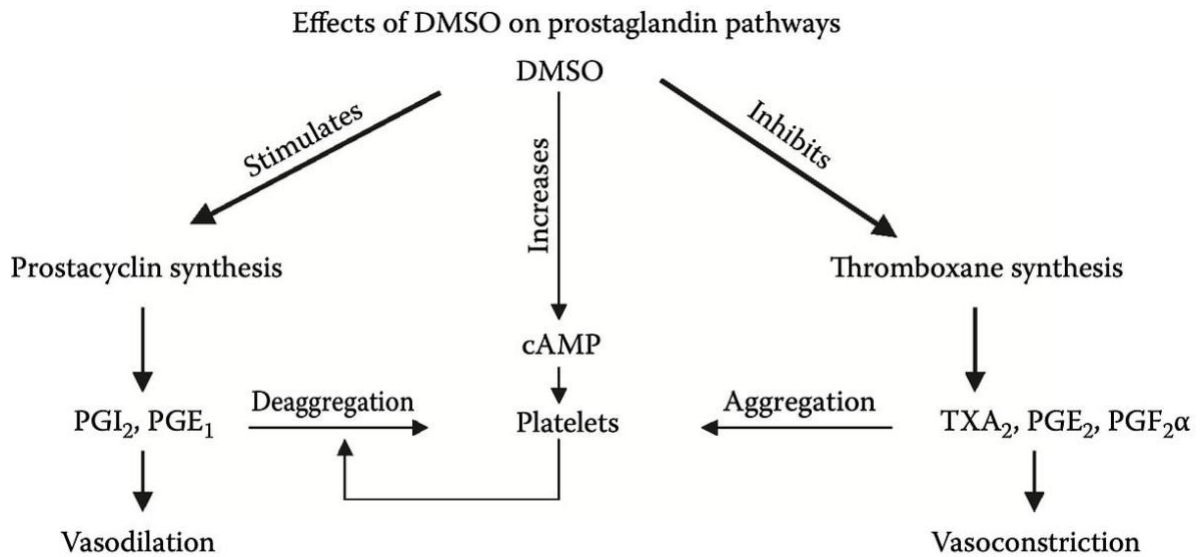 Effects of DMSO on prostaglandin pathways
DMSO
Stimulates
Increases
Inhibits
Prostacyclin synthesis
Thromboxane synthesis
cAMP
Deaggregation
Aggregation
PGI₂, PGE₁
Platelets
TXA₂, PGE₂, PGF₂α
Vasodilation
Vasoconstriction